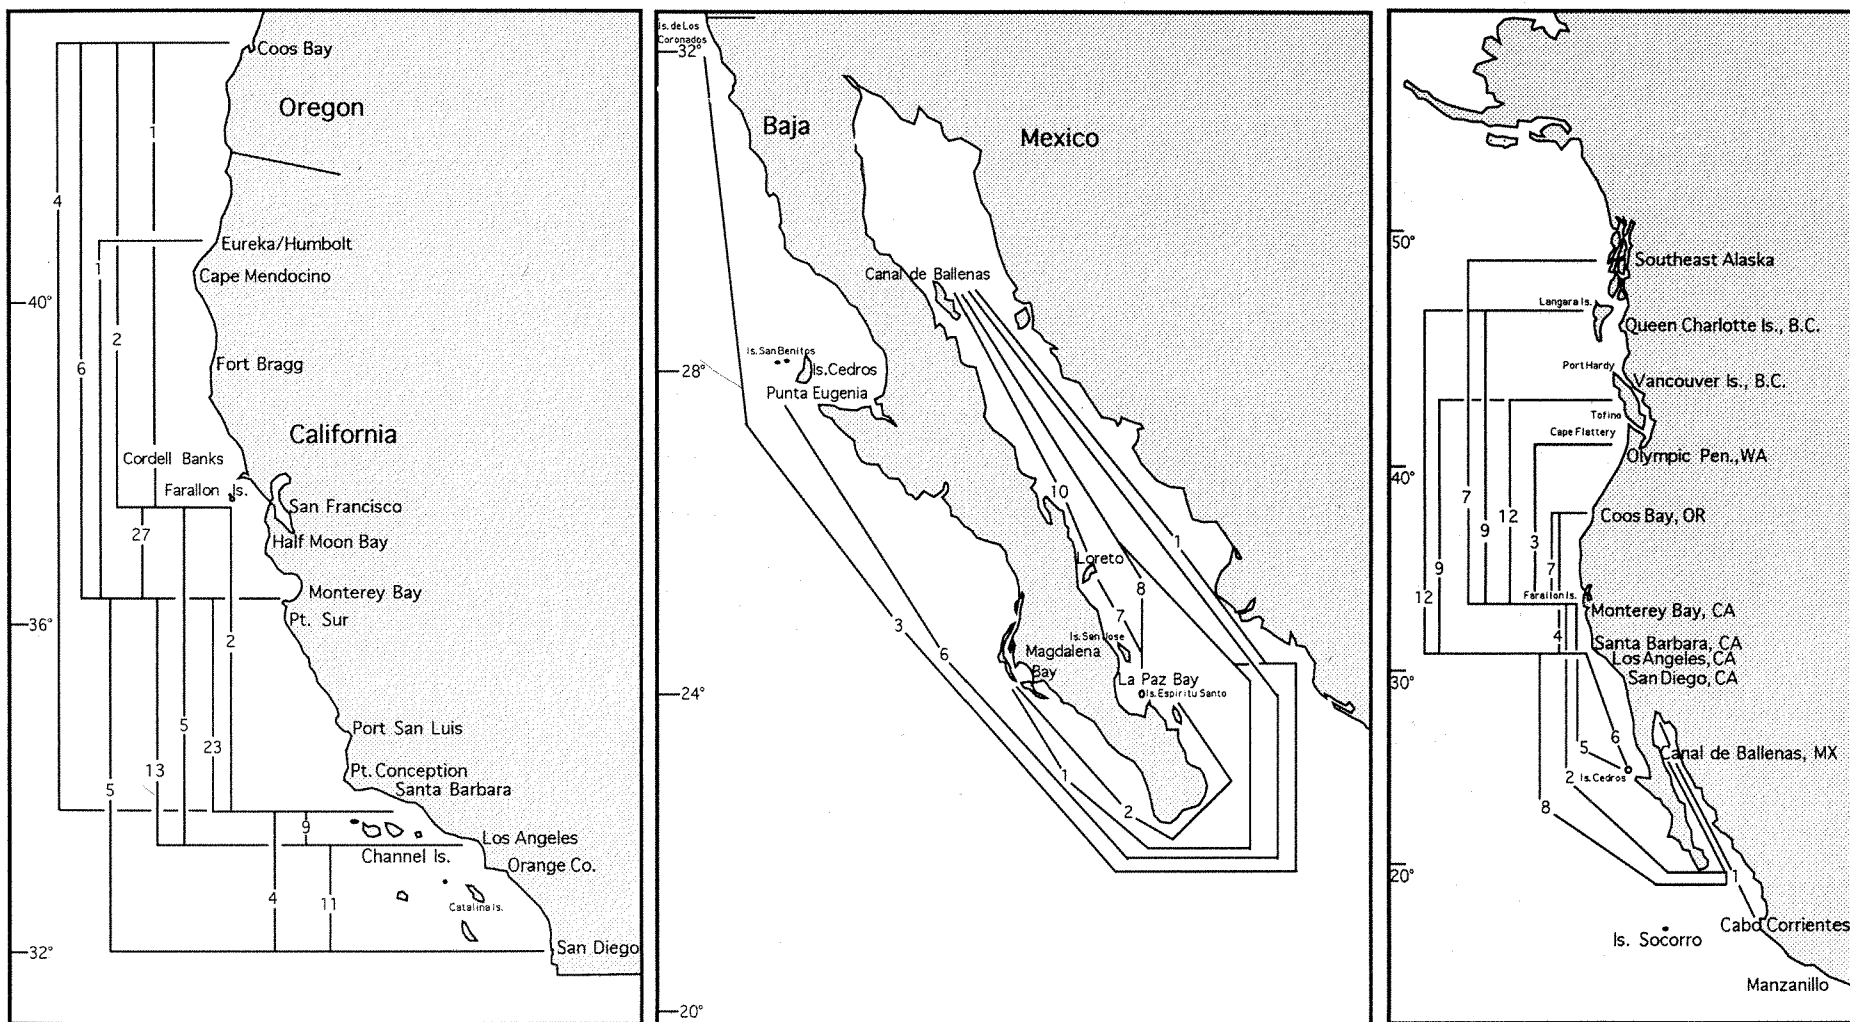 Coos Bay
Oregon
1
4
Eureka/Humbolt
1
Cape Mendocino
40°
2
6
Fort Bragg
California
Cordell Banks
Farallon Is.
San Francisco
27
Half Moon Bay
Monterey Bay
Pt. Sur
36°
2
Port San Luis
5
23
13
Pt. Conception
5
Santa Barbara
9
Los Angeles
Channel Is.
Orange Co.
4
11
Catalina Is.
San Diego
32°
Is. de Los
Coronados
32°
Baja
Mexico
Canal de Ballenas
Is. San Benitos
28°
Is. Cedros
Punta Eugenia
10
1
Loreto
8
7
3
Is. San Jose
6
Magdalena
Bay
La Paz Bay
24°
Is. Espiritu Santo
1
2
20°
50°
Southeast Alaska
Langara Is.
Queen Charlotte Is., B.C.
Port Hardy
Vancouver Is., B.C.
Tofino
Cape Flattery
Olympic Pen., WA
40°
7
12
Coos Bay, OR
9
3
9
7
12
Farallon Is.
Monterey Bay, CA
4
Santa Barbara, CA
Los Angeles, CA
30°
San Diego, CA
6
5
Canal de Ballenas, MX
2
Is. Cedros
8
20°
1
Cabo Corrientes
Is. Socorro
Manzanillo